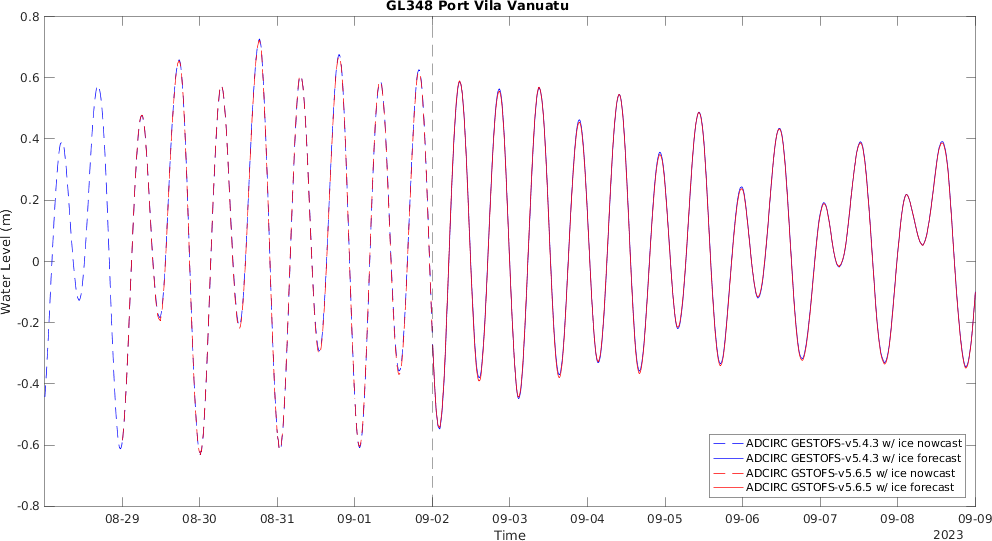 GL348 Port Vila Vanuatu
0.8
0.6
0.4
0.2
0
-0.2
-0.4
-0.6
-0.8
Water Level (m)
ADCIRC GESTOFS-v5.4.3 w/ ice nowcast
ADCIRC GESTOFS-v5.4.3 w/ ice forecast
ADCIRC GSTOFS-v5.6.5 w/ ice nowcast
ADCIRC GSTOFS-v5.6.5 w/ ice forecast
08-29 08-30 08-31 09-01 09-02 09-03 09-04 09-05 09-06 09-07 09-08 09-09
Time
2023